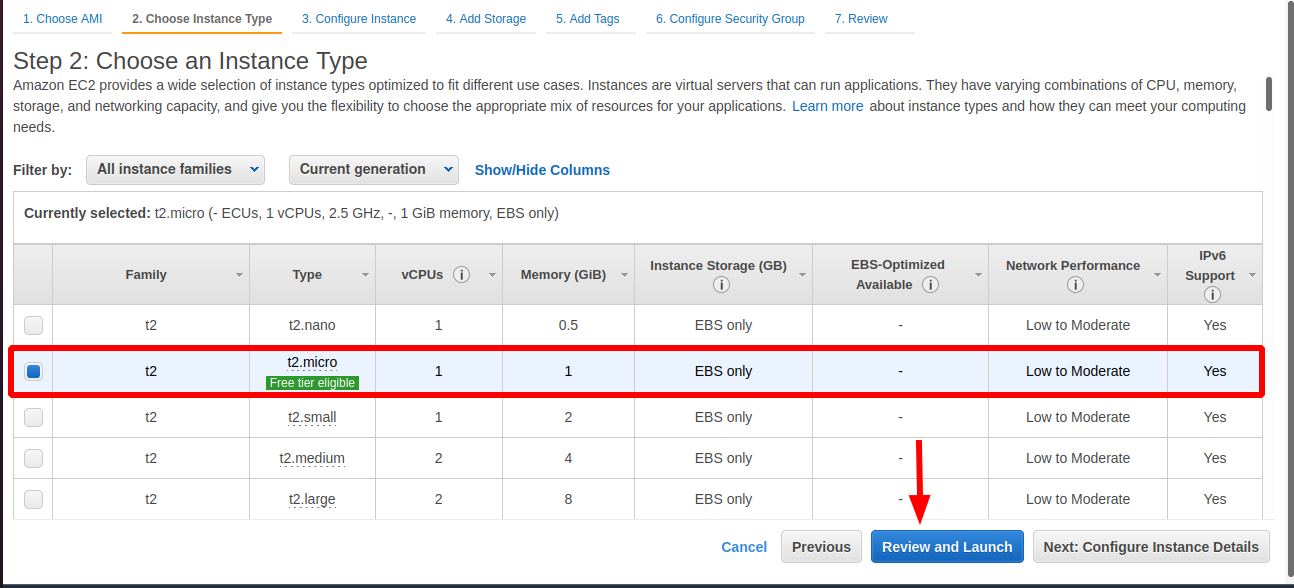 1. Choose AMI 2. Choose Instance Type 3. Configure Instance 4. Add Storage 5. Add Tags 6. Configure Security Group 7. Review
Step 2: Choose an Instance Type
Amazon EC2 provides a wide selection of instance types optimized to fit different use cases. Instances are virtual servers that can run applications. They have varying combinations of CPU, memory,
storage, and networking capacity, and give you the flexibility to choose the appropriate mix of resources for your applications. Learn more about instance types and how they can meet your computing
needs.
Filter by: All instance families Current generation Show/Hide Columns
Currently selected: t2.micro (- ECUs, 1 vCPUs, 2.5 GHz, -, 1 GiB memory, EBS only)
Family Type vCPUs i Memory (GiB) Instance Storage (GB) i EBS-Optimized Available i Network Performance i IPv6 Support i
t2 t2.nano 1 0.5 EBS only - Low to Moderate Yes
t2 t2.micro 1 1 EBS only - Low to Moderate Yes
Free tier eligible
t2 t2.small 1 2 EBS only - Low to Moderate Yes
t2 t2.medium 2 4 EBS only - Low to Moderate Yes
t2 t2.large 2 8 EBS only - Low to Moderate Yes
Cancel Previous Review and Launch Next: Configure Instance Details